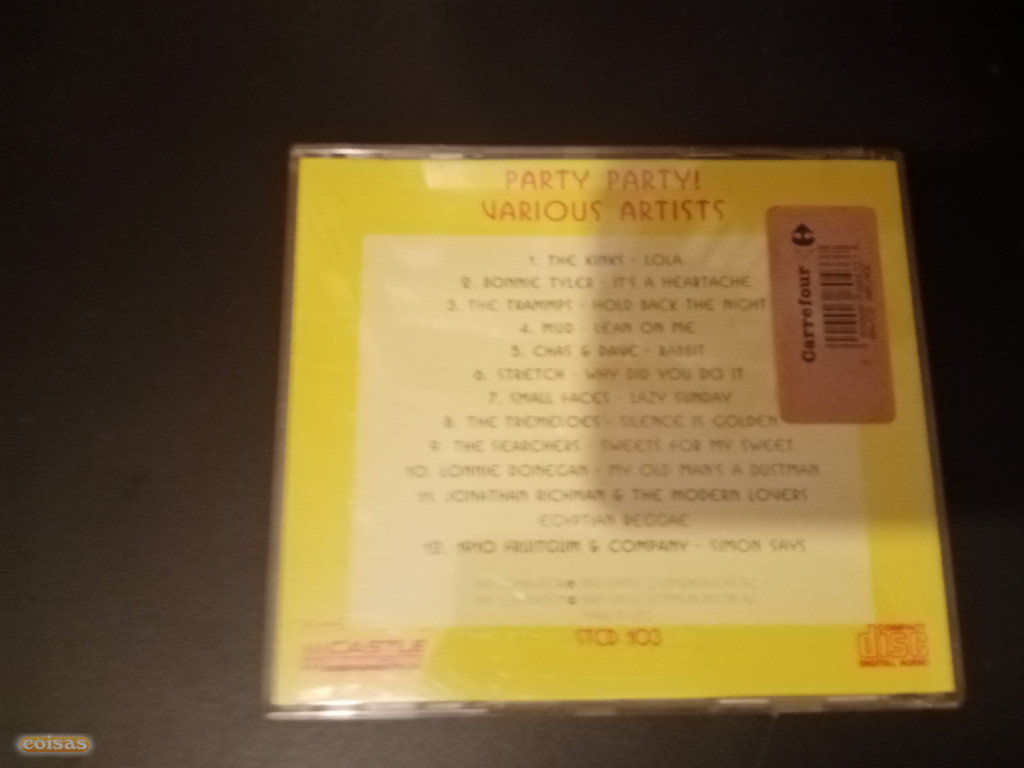 PARTY PARTY!
VARIOUS ARTISTS
1. THE KINKS - LOLA
2. BONNIE TYLER - IT'S A HEARTACHE
3. THE TRAMMPS - HOLD BACK THE NIGHT
4. MUD - LEAN ON ME
5. CHAS & DAVE - RABBIT
6. STRETCH - WHY DID YOU DO IT
7. SMALL FACES - LAZY SUNDAY
8. THE TREMELOES - SILENCE IS GOLDEN
9. THE SEARCHERS - SWEETS FOR MY SWEET
10. LONNIE DONEGAN - MY OLD MAN'S A DUSTMAN
11. JONATHAN RICHMAN & THE MODERN LOVERS
EGYPTIAN REGGAE
12. 1910 FRUITGUM & COMPANY - SIMON SAYS
CASTLE
COMPACT
disc
DIGITAL AUDIO
Carrefour
coisas